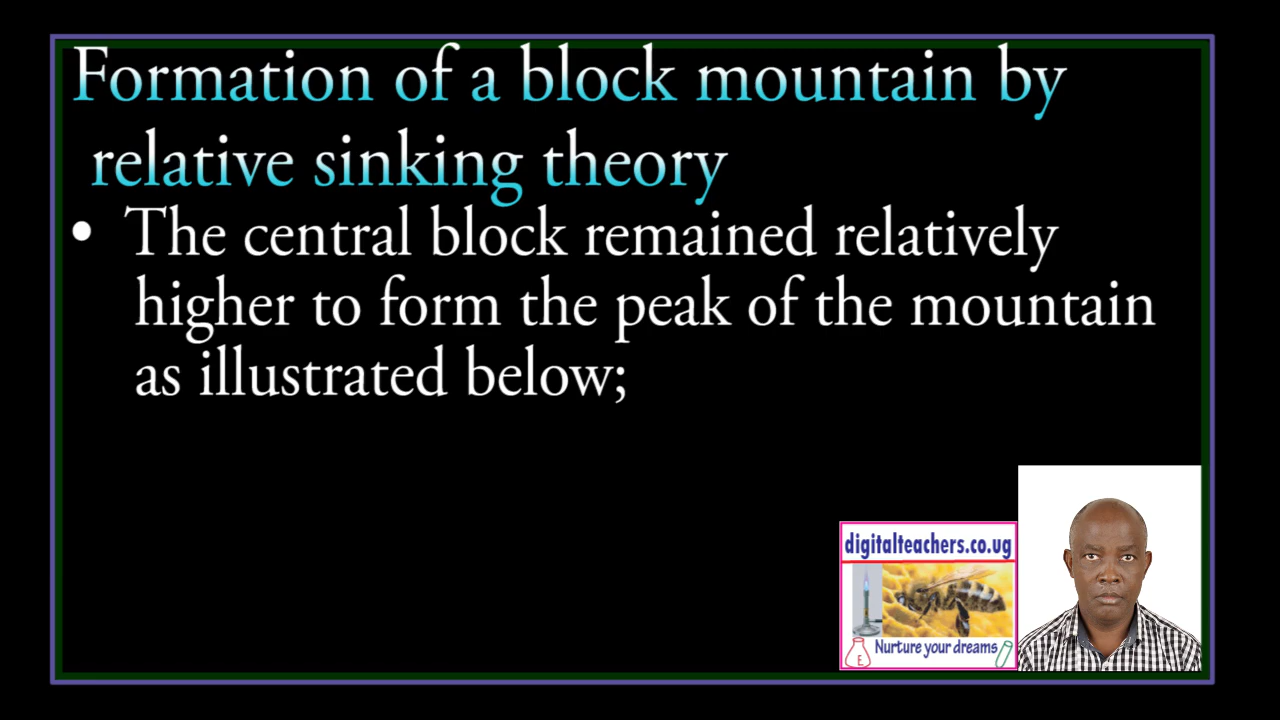 Formation of a block mountain by
relative sinking theory
• The central block remained relatively
higher to form the peak of the mountain
as illustrated below;
digitalteachers.co.ug
E
Nurture your dreams